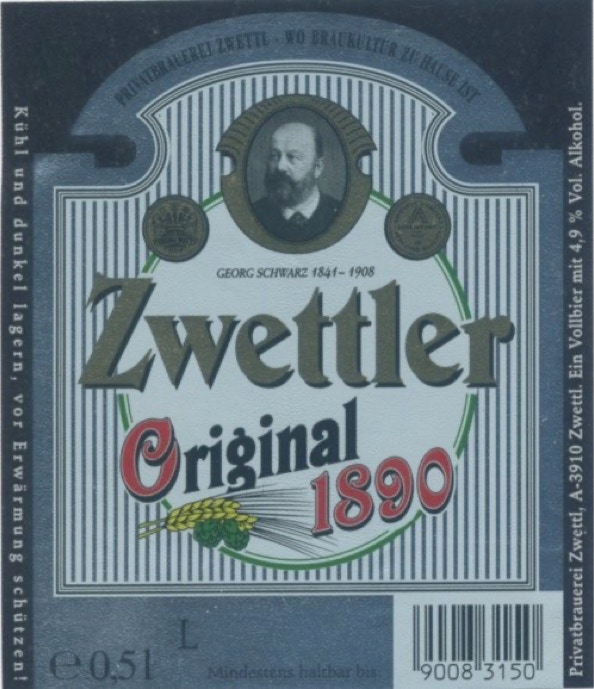 PRIVATBRAUEREI ZWETTL · WO BRAUKULTUR ZU HAUSE IST
GEORG SCHWARZ 1841 – 1908
Zwettler
Original
1890
Kühl und dunkel lagern, vor Erwärmung schützen!
Privatbrauerei Zwettl, A-3910 Zwettl. Ein Vollbier mit 4,9 % Vol. Alkohol.
L
℮ 0,5 l
Mindestens haltbar bis:
9008 3150